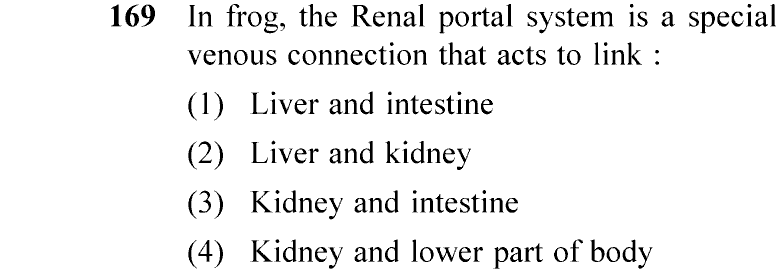 169 In frog, the Renal portal system is a special
venous connection that acts to link :
(1) Liver and intestine
(2) Liver and kidney
(3) Kidney and intestine
(4) Kidney and lower part of body